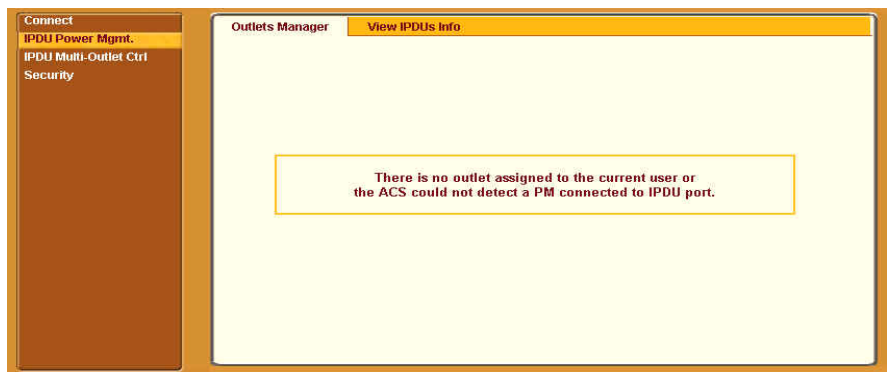 Connect
IPDU Power Mgmt.
IPDU Multi-Outlet Ctrl
Security
Outlets Manager
View IPDUs Info
There is no outlet assigned to the current user or
the ACS could not detect a PM connected to IPDU port.